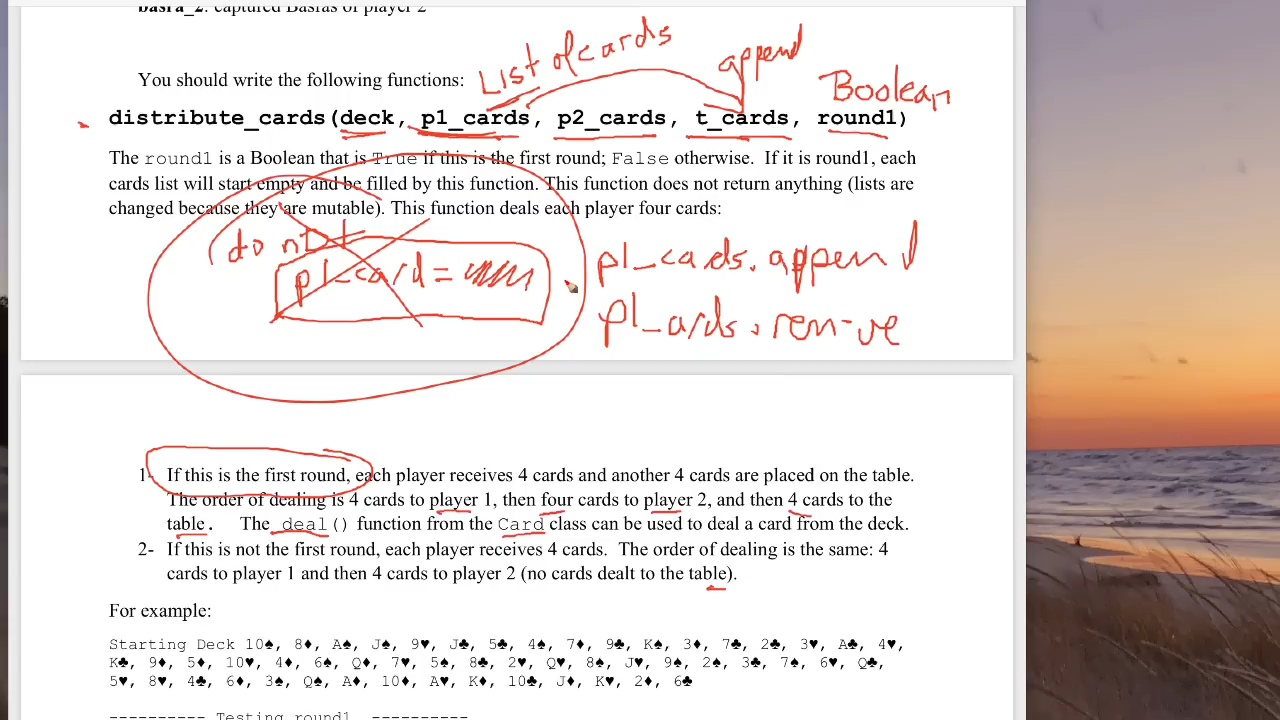 basra_2: captured Basras of player 2
List of cards
append
Boolean
You should write the following functions:
distribute_cards(deck, p1_cards, p2_cards, t_cards, round1)
The round1 is a Boolean that is True if this is the first round; False otherwise. If it is round1, each
cards list will start empty and be filled by this function. This function does not return anything (lists are
changed because they are mutable). This function deals each player four cards:
do not
p1_card =
p1_cards.append
p1_ards.rem-ve
1- If this is the first round, each player receives 4 cards and another 4 cards are placed on the table.
The order of dealing is 4 cards to player 1, then four cards to player 2, and then 4 cards to the
table. The deal() function from the Card class can be used to deal a card from the deck.
2- If this is not the first round, each player receives 4 cards. The order of dealing is the same: 4
cards to player 1 and then 4 cards to player 2 (no cards dealt to the table).
For example:
Starting Deck 10♠, 8♦, A♠, J♠, 9♥, J♣, 5♣, 4♠, 7♦, 9♣, K♠, 3♦, 7♣, 2♣, 3♥, A♣, 4♥,
K♣, 9♦, 5♦, 10♥, 4♦, 6♠, Q♦, 7♥, 5♠, 8♣, 2♥, Q♥, 8♠, J♥, 9♠, 2♠, 3♣, 7♠, 6♥, Q♣,
5♥, 8♥, 4♣, 6♦, 3♠, Q♠, A♦, 10♦, A♥, K♦, 10♣, J♦, K♥, 2♦, 6♣
---------- Testing round1 ----------